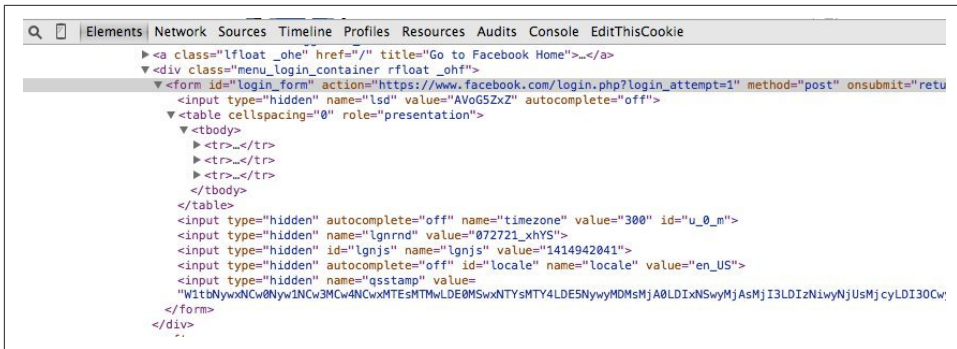 Elements Network Sources Timeline Profiles Resources Audits Console EditThisCookie
▶<a class="lfloat _ohe" href="/" title="Go to Facebook Home">…</a>
▼<div class="menu_login_container rfloat _ohf">
▼<form id="login_form" action="https://www.facebook.com/login.php?login_attempt=1" method="post" onsubmit="retu
<input type="hidden" name="lsd" value="AVoG5ZxZ" autocomplete="off">
▼<table cellspacing="0" role="presentation">
▼<tbody>
▶<tr>…</tr>
▶<tr>…</tr>
▶<tr>…</tr>
</tbody>
</table>
<input type="hidden" autocomplete="off" name="timezone" value="300" id="u_0_m">
<input type="hidden" name="lgnrnd" value="072721_xhYS">
<input type="hidden" id="lgnjs" name="lgnjs" value="1414942041">
<input type="hidden" autocomplete="off" id="locale" name="locale" value="en_US">
<input type="hidden" name="qsstamp" value=
</form>
</div>